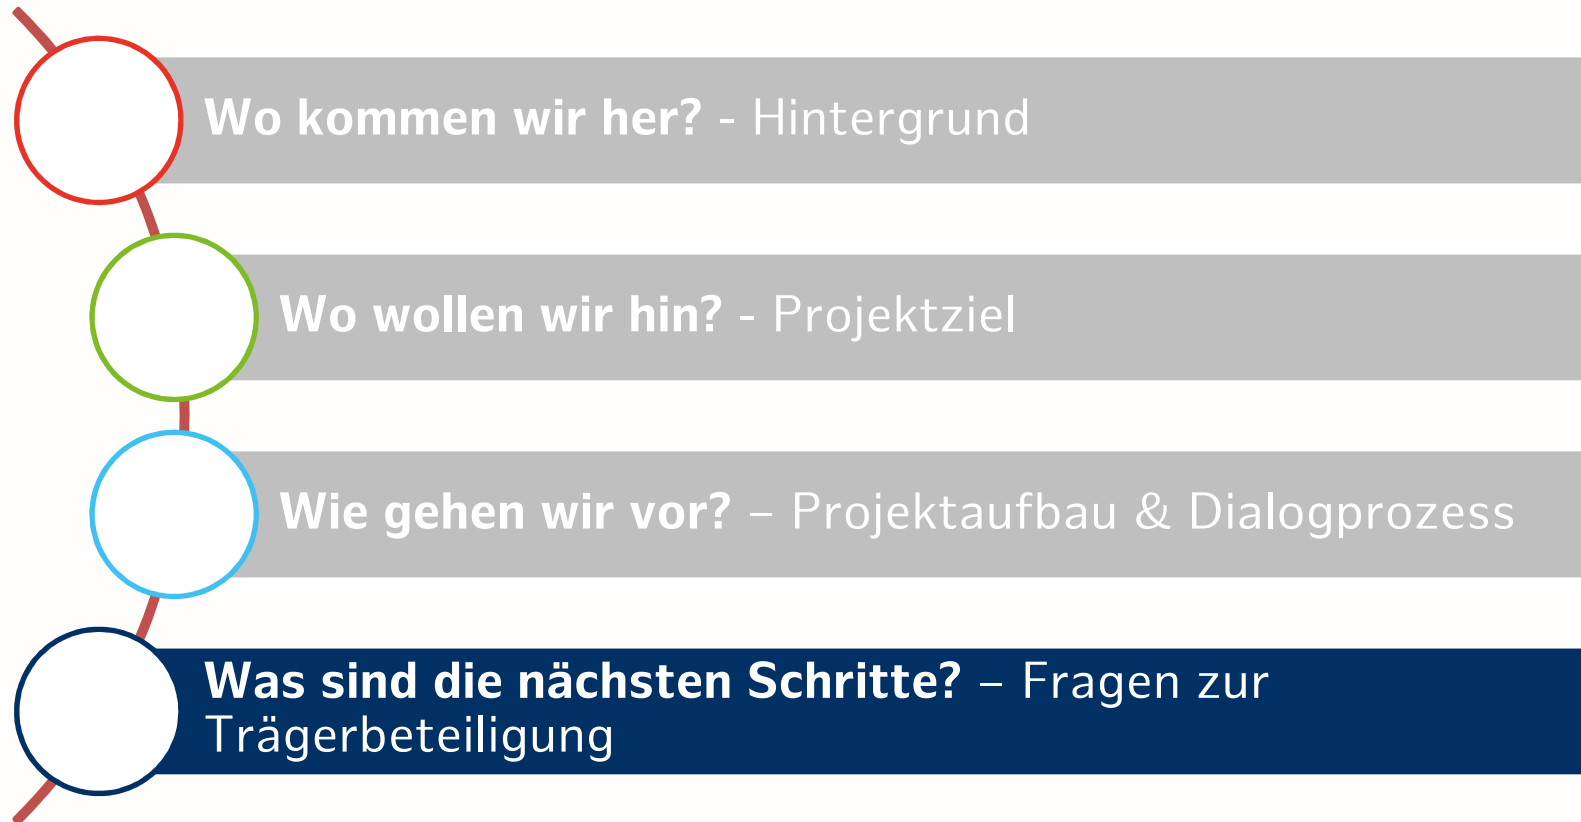 Wo kommen wir her? - Hintergrund
Wo wollen wir hin? - Projektziel
Wie gehen wir vor? – Projektaufbau & Dialogprozess
Was sind die nächsten Schritte? – Fragen zur
Trägerbeteiligung